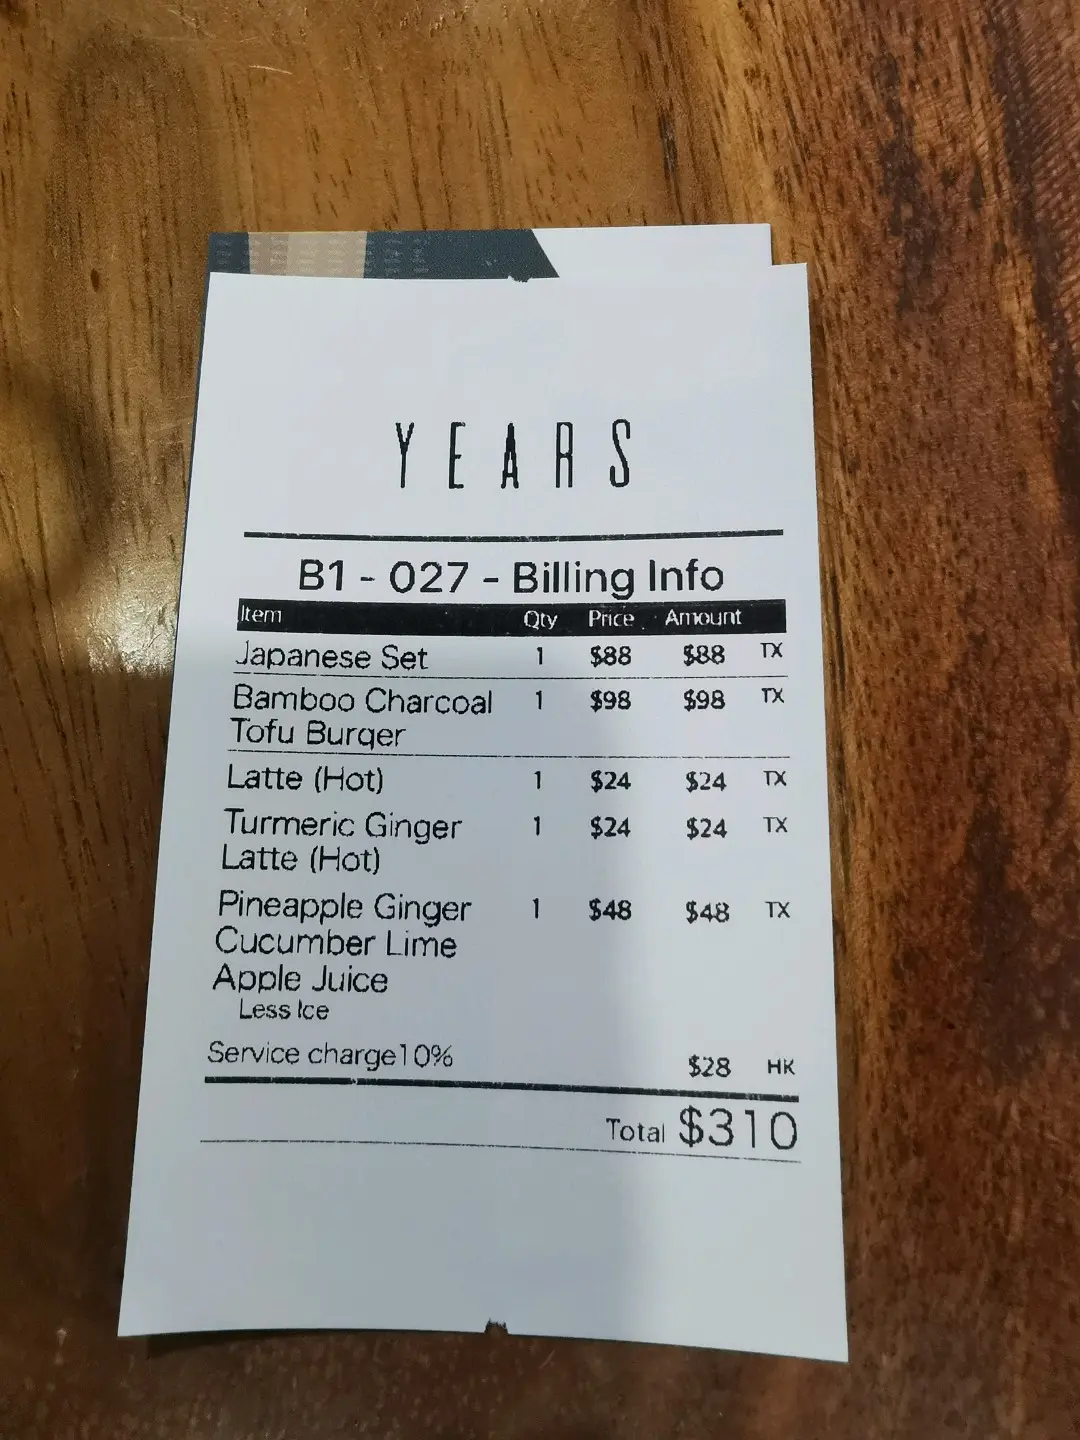 YEARS
B1 - 027 - Billing Info
Item Qty Price Amount
Japanese Set 1 $88 $88 TX
Bamboo Charcoal 1 $98 $98 TX
Tofu Burger
Latte (Hot) 1 $24 $24 TX
Turmeric Ginger 1 $24 $24 TX
Latte (Hot)
Pineapple Ginger 1 $48 $48 TX
Cucumber Lime
Apple Juice
Less Ice
Service charge10% $28 HK
Total $310